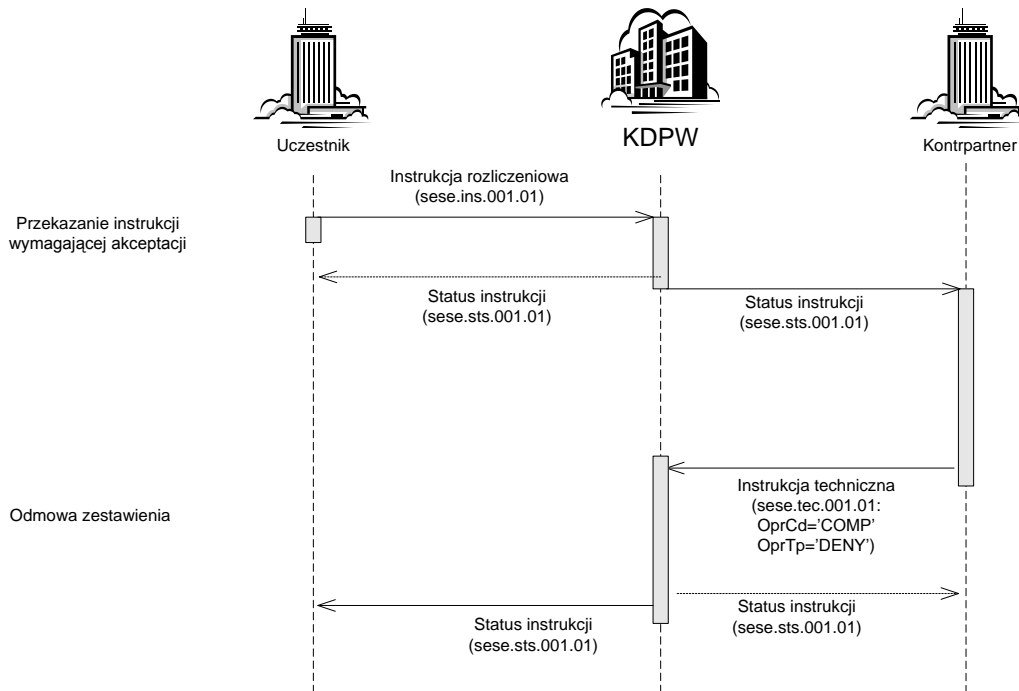 Uczestnik
KDPW
Kontrpartner
Instrukcja rozliczeniowa
(sese.ins.001.01)
Przekazanie instrukcji
wymagającej akceptacji
Status instrukcji
(sese.sts.001.01)
Status instrukcji
(sese.sts.001.01)
Odmowa zestawienia
Instrukcja techniczna
(sese.tec.001.01:
OprCd='COMP'
OprTp='DENY')
Status instrukcji
(sese.sts.001.01)
Status instrukcji
(sese.sts.001.01)